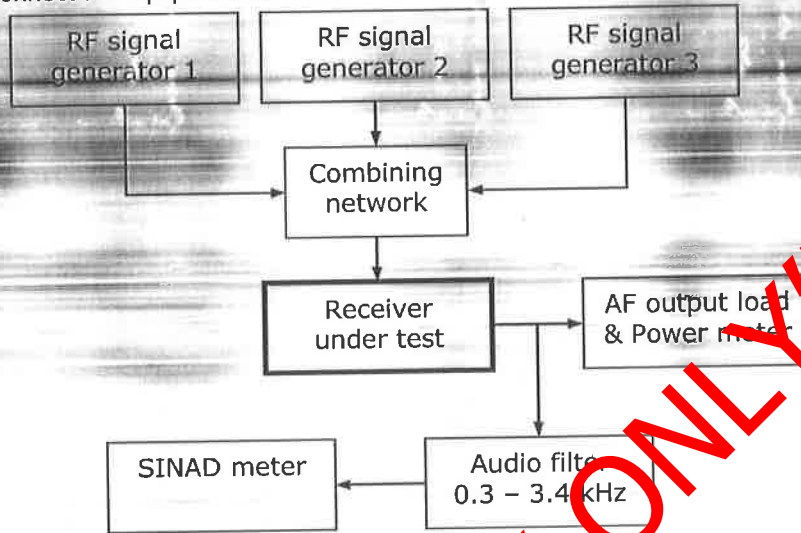 RF signal
generator 1
RF signal
generator 2
RF signal
generator 3
Combining
network
Receiver
under test
AF output load
& Power meter
SINAD meter
Audio filter
0.3 – 3.4 kHz
ONLY